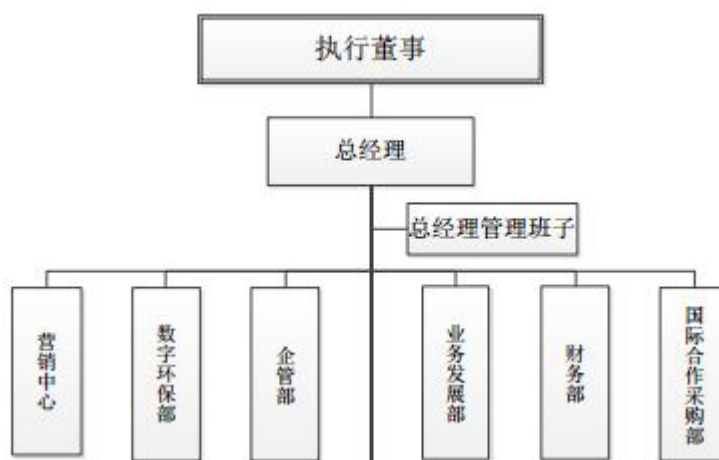 执行董事
总经理
总经理管理班子
营销中心
数字环保部
企管部
业务发展部
财务部
国际合作采购部